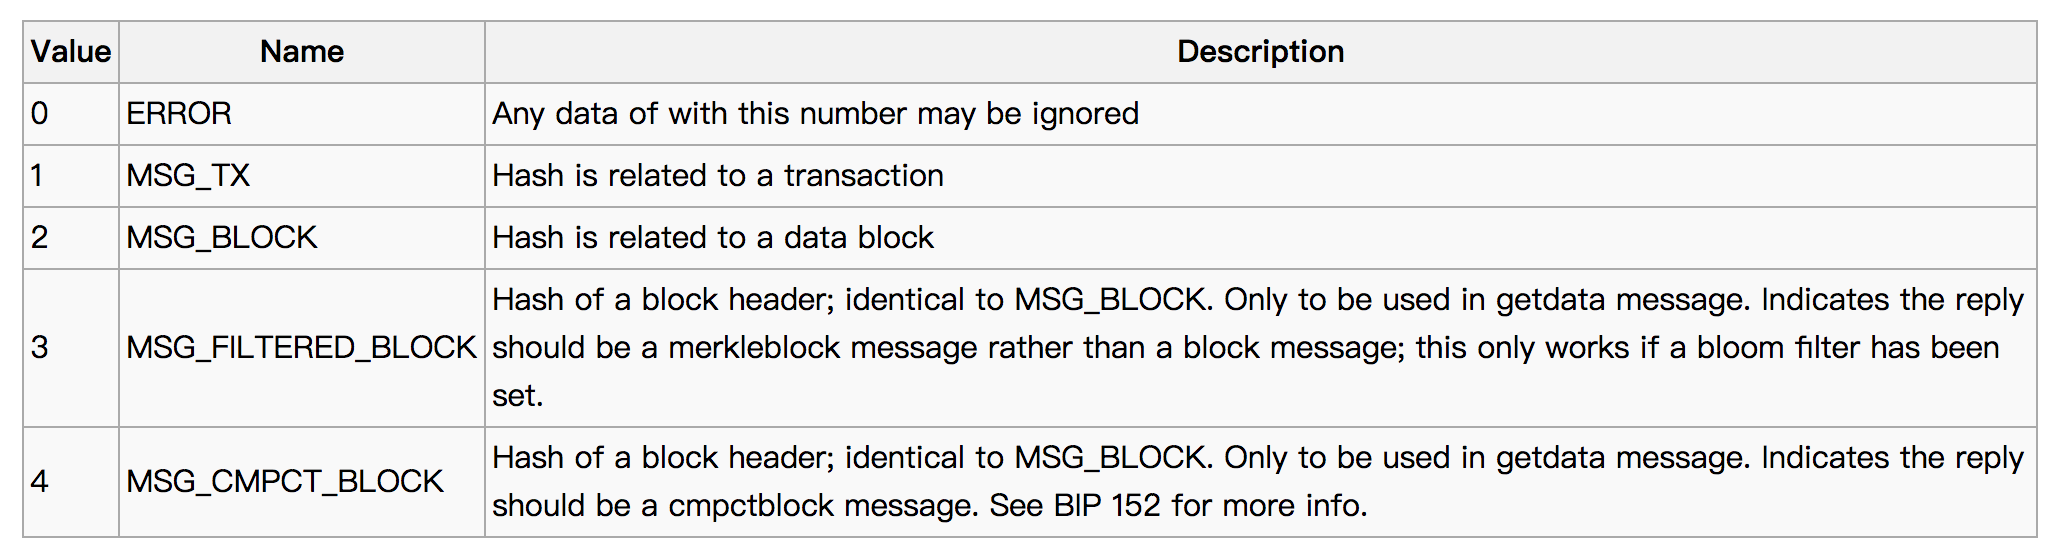 Value Name Description
0 ERROR Any data of with this number may be ignored
1 MSG_TX Hash is related to a transaction
2 MSG_BLOCK Hash is related to a data block
3 MSG_FILTERED_BLOCK Hash of a block header; identical to MSG_BLOCK. Only to be used in getdata message. Indicates the reply
should be a merkleblock message rather than a block message; this only works if a bloom filter has been
set.
4 MSG_CMPCT_BLOCK Hash of a block header; identical to MSG_BLOCK. Only to be used in getdata message. Indicates the reply
should be a cmpctblock message. See BIP 152 for more info.